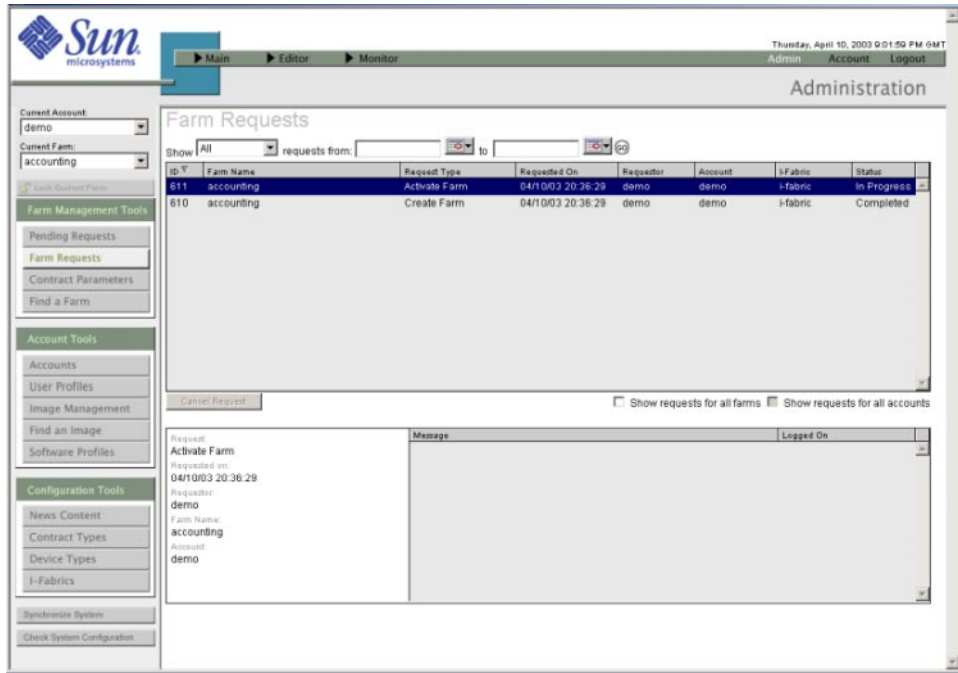 Sun
microsystems
Thursday, April 10, 2003 9:01:59 PM GMT
Main Editor Monitor
Admin Account Logout
Administration
Current Account:
demo
Current Farm:
accounting
Lock Current Farm
Farm Management Tools
Pending Requests
Farm Requests
Contract Parameters
Find a Farm
Account Tools
Accounts
User Profiles
Image Management
Find an Image
Software Profiles
Configuration Tools
News Content
Contract Types
Device Types
I-Fabrics
Synchronize System
Check System Configuration
Farm Requests
Show All requests from: to GO
ID Farm Name Request Type Requested On Requestor Account I-Fabric Status
611 accounting Activate Farm 04/10/03 20:36:29 demo demo i-fabric In Progress
610 accounting Create Farm 04/10/03 20:36:29 demo demo i-fabric Completed
Cancel Request
Show requests for all farms Show requests for all accounts
Request:
Activate Farm
Requested on:
04/10/03 20:36:29
Requestor:
demo
Farm Name:
accounting
Account:
demo
Message Logged On